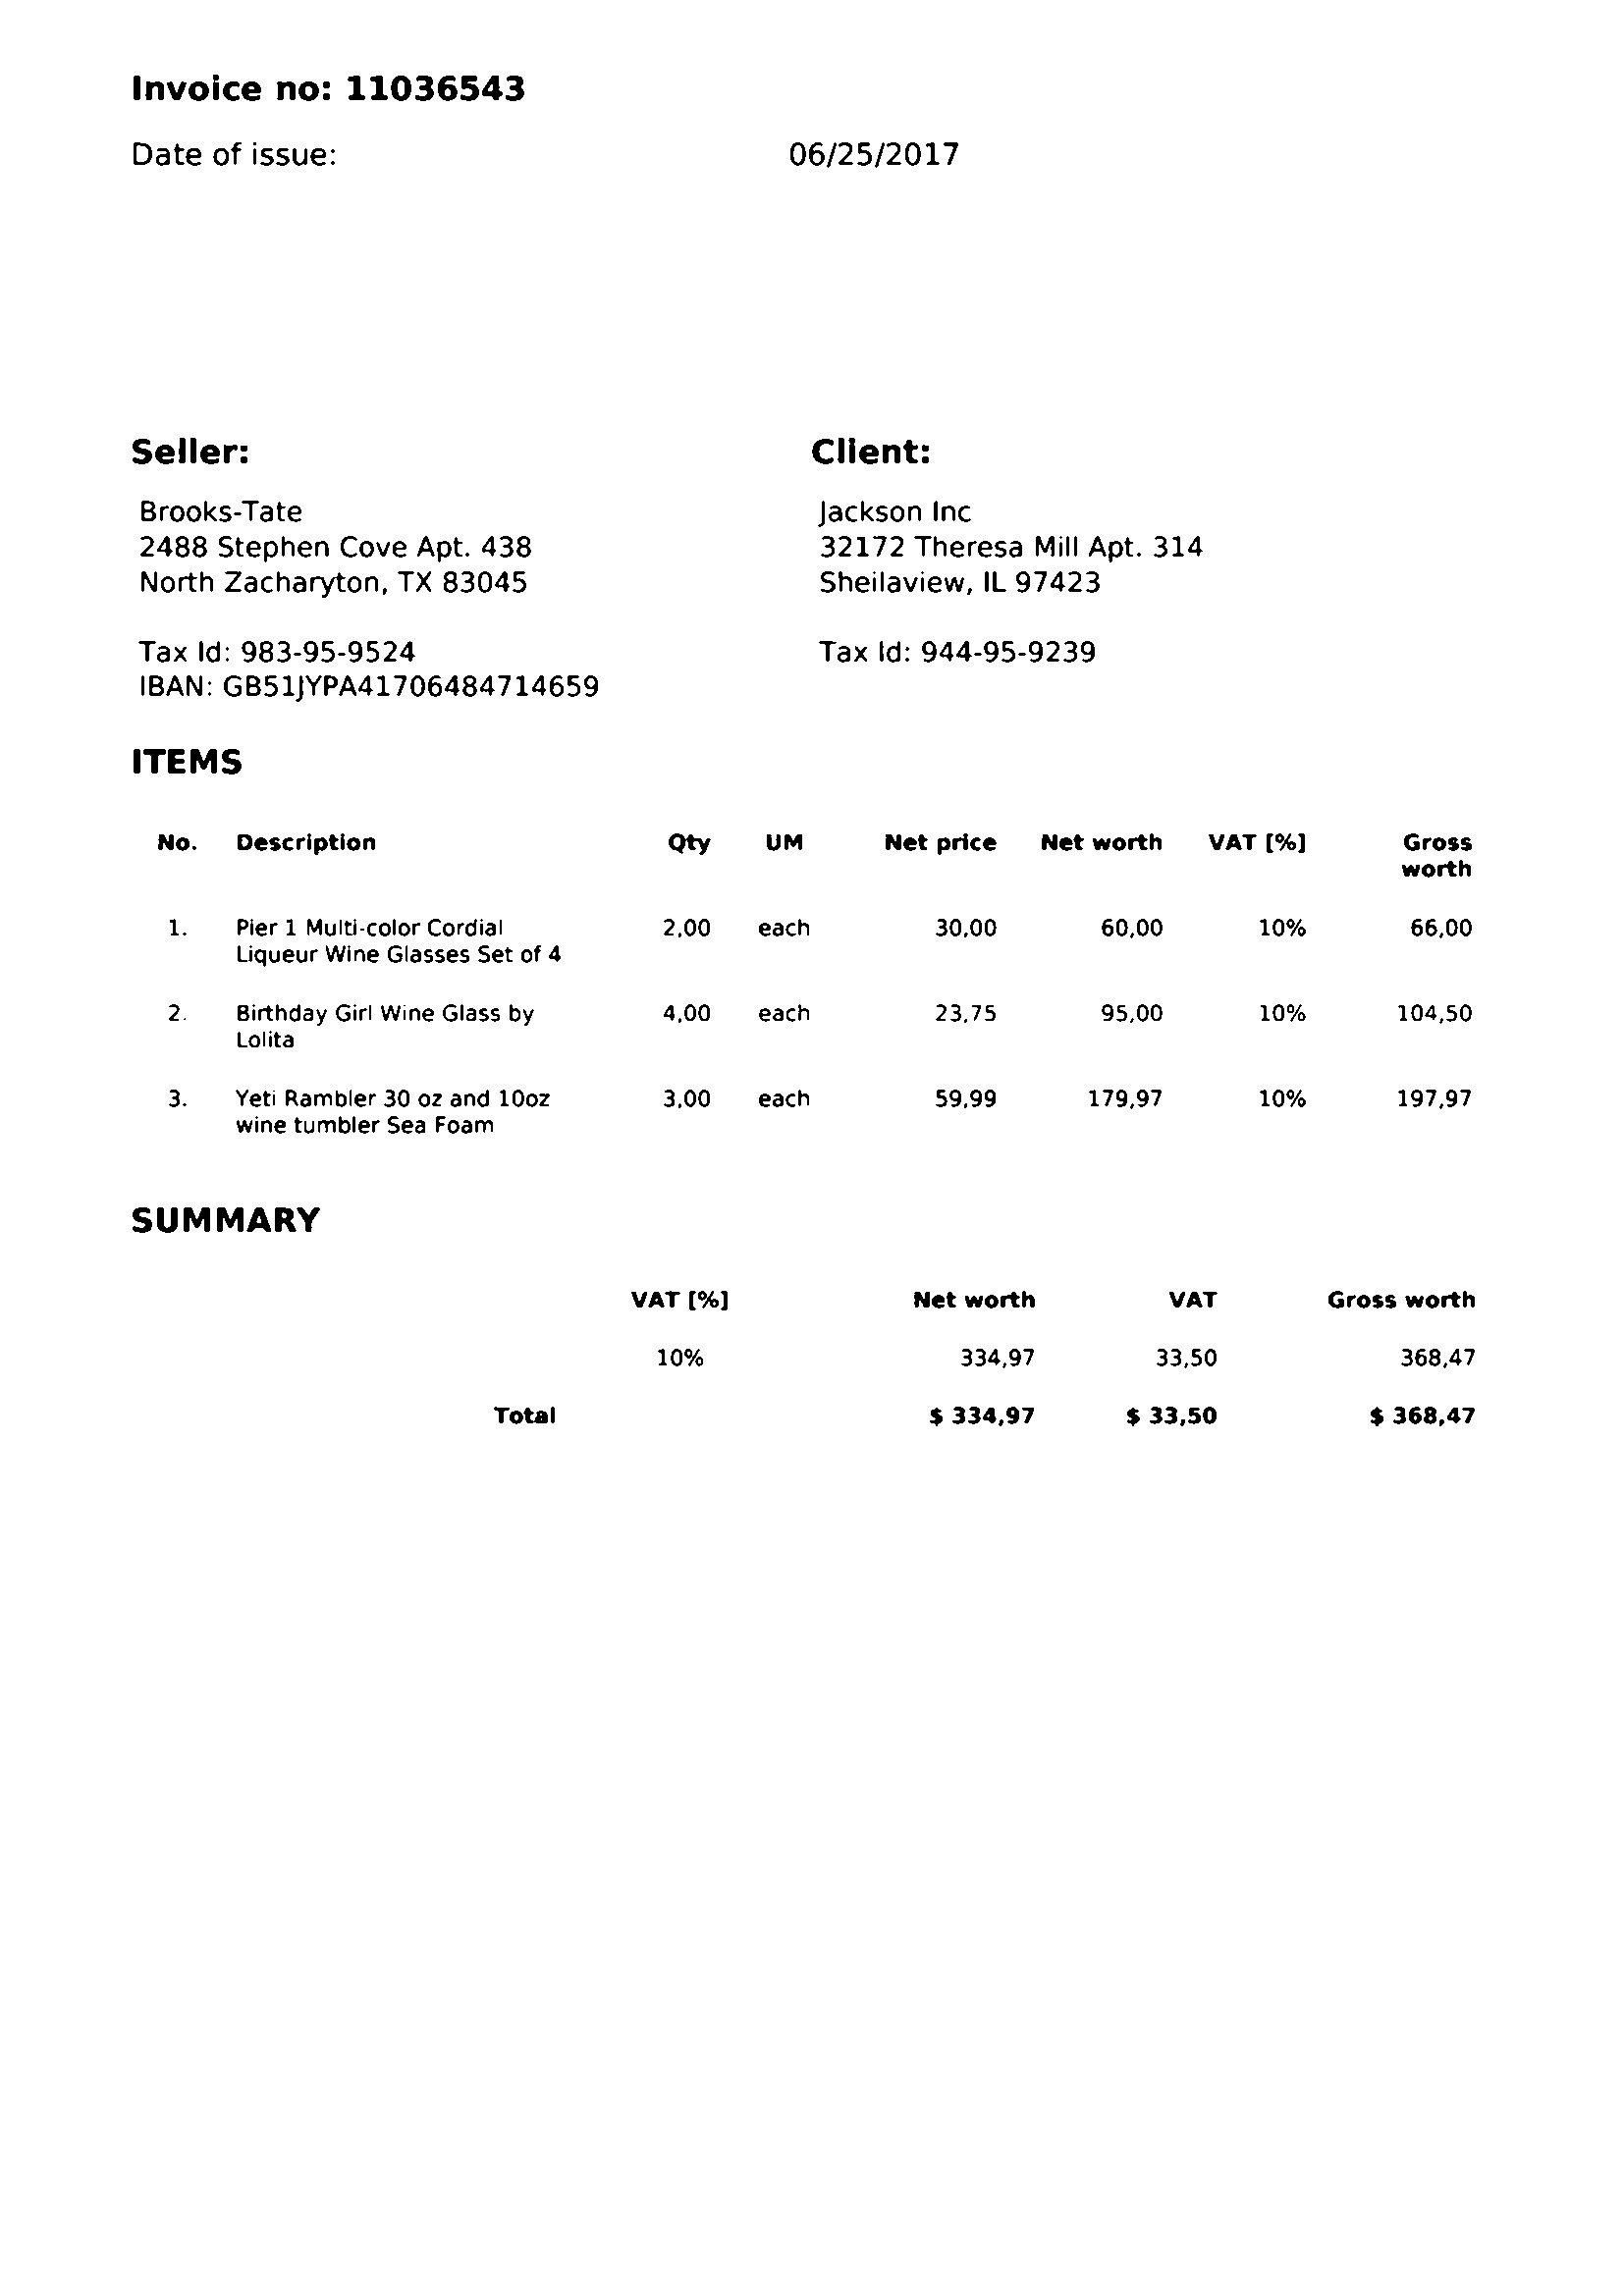 Invoice no: 11036543
Date of issue: 06/25/2017
Seller: Client:
Brooks-Tate Jackson Inc
2488 Stephen Cove Apt. 438 32172 Theresa Mill Apt. 314
North Zacharyton, TX 83045 Sheilaview, IL 97423
Tax Id: 983-95-9524 Tax Id: 944-95-9239
IBAN: GB51JYPA41706484714659
ITEMS
No. Description Qty UM Net price Net worth VAT [%] Gross
worth
1. Pier 1 Multi-color Cordial 2,00 each 30,00 60,00 10% 66,00
Liqueur Wine Glasses Set of 4
2. Birthday Girl Wine Glass by 4,00 each 23,75 95,00 10% 104,50
Lolita
3. Yeti Rambler 30 oz and 10oz 3,00 each 59,99 179,97 10% 197,97
wine tumbler Sea Foam
SUMMARY
VAT [%] Net worth VAT Gross worth
10% 334,97 33,50 368,47
Total $ 334,97 $ 33,50 $ 368,47